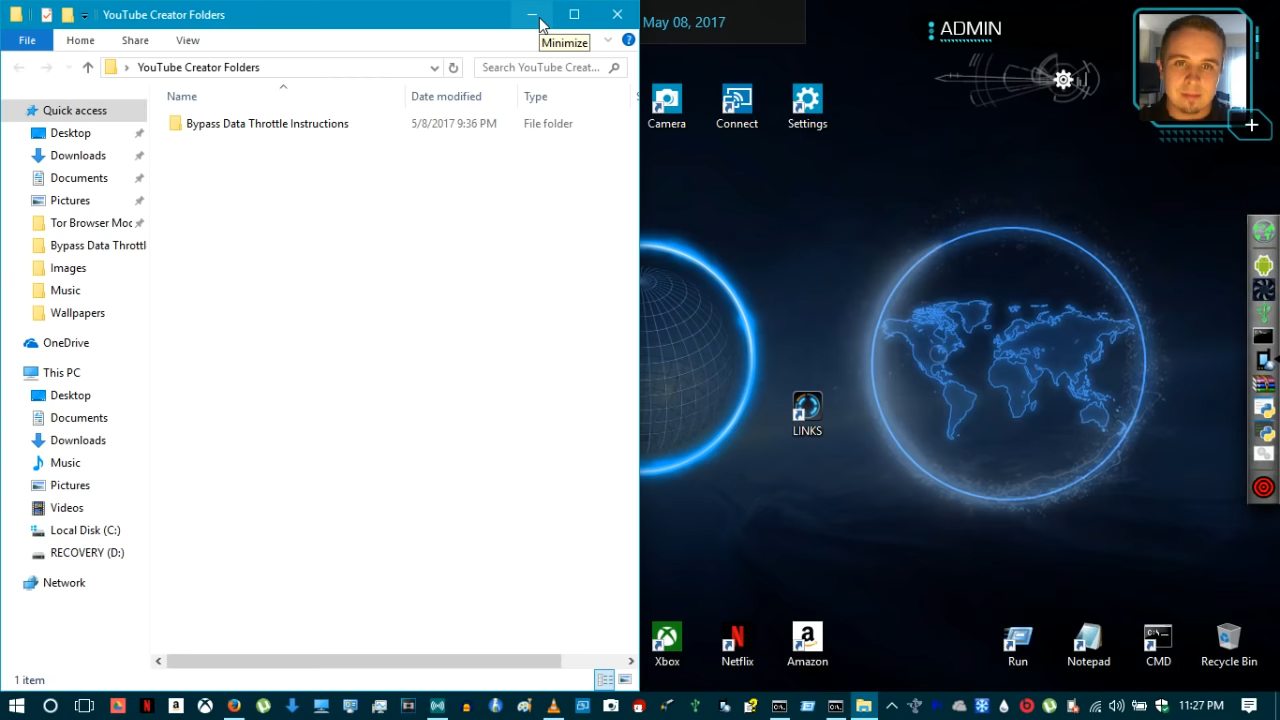 YouTube Creator Folders
Minimize
File
Home
Share
View
YouTube Creator Folders
Search YouTube Creat...
Name
Date modified
Type
Bypass Data Throttle Instructions
5/8/2017 9:36 PM
File folder
Quick access
Desktop
Downloads
Documents
Pictures
Tor Browser Moc
Bypass Data Throttl
Images
Music
Wallpapers
OneDrive
This PC
Desktop
Documents
Downloads
Music
Pictures
Videos
Local Disk (C:)
RECOVERY (D:)
Network
1 item
May 08, 2017
ADMIN
Camera
Connect
Settings
LINKS
Xbox
Netflix
Amazon
Run
Notepad
CMD
Recycle Bin
11:27 PM